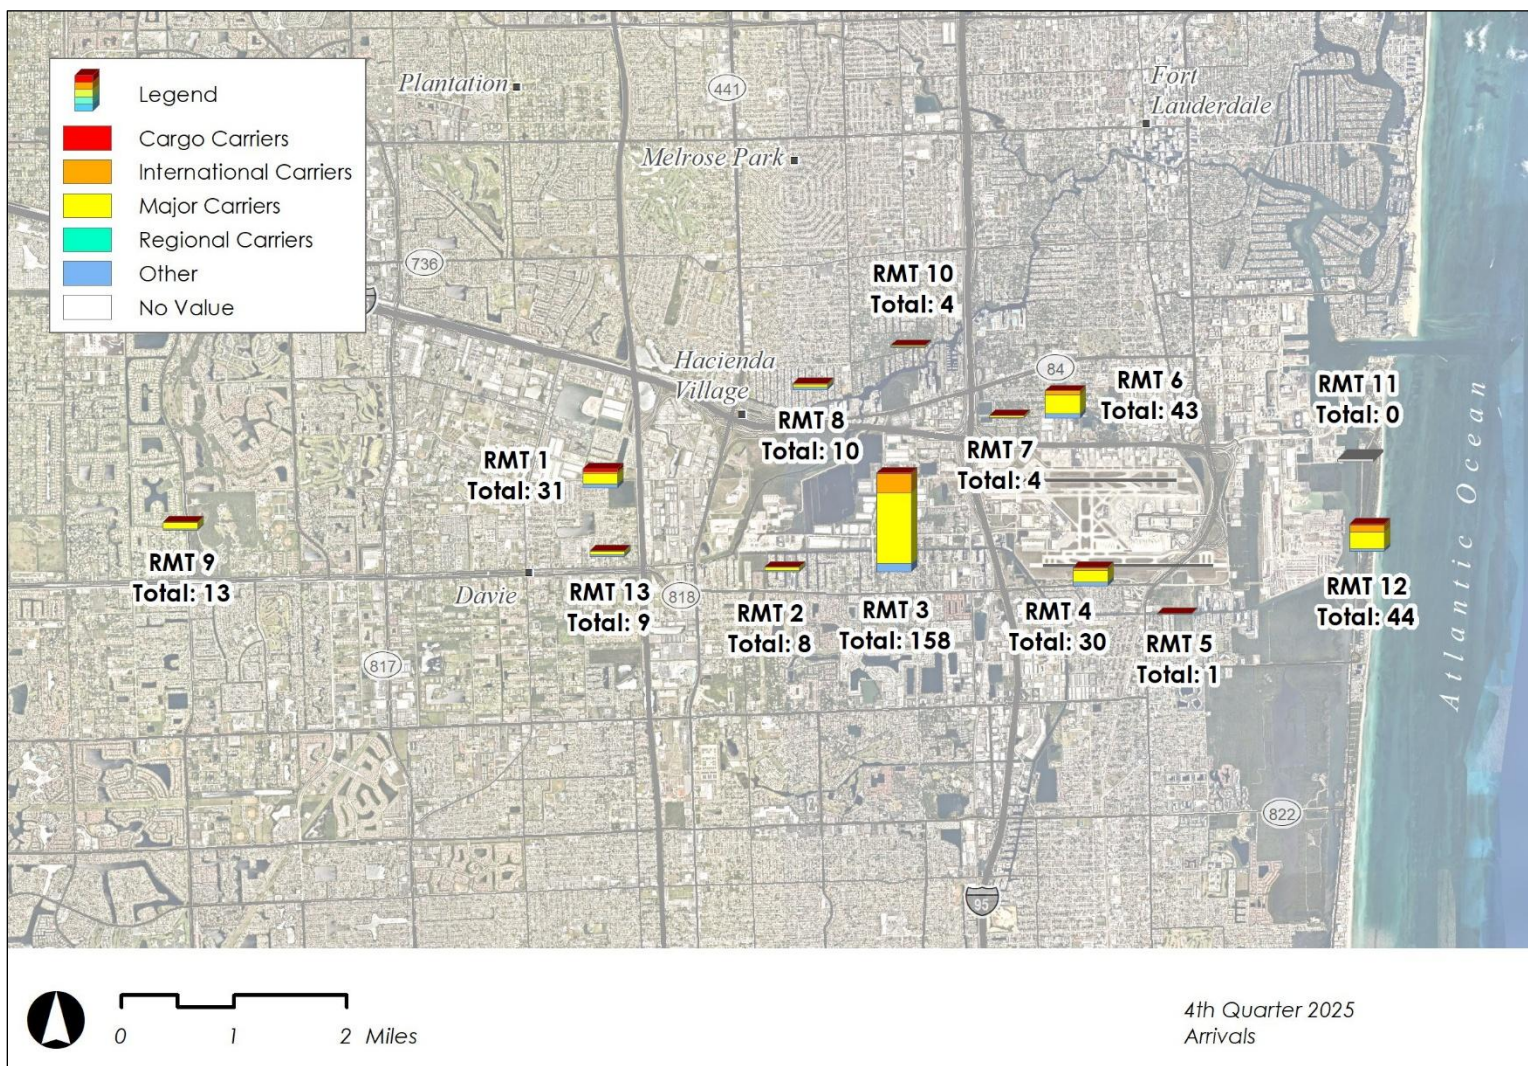 Legend
Cargo Carriers
International Carriers
Major Carriers
Regional Carriers
Other
No Value
Plantation
441
Fort
Lauderdale
Melrose Park
736
RMT 10
Total: 4
Hacienda
Village
84
RMT 6
Total: 43
RMT 11
Total: 0
RMT 8
Total: 10
RMT 7
Total: 4
RMT 1
Total: 31
RMT 9
Total: 13
Davie
RMT 13
Total: 9
818
RMT 2
Total: 8
RMT 3
Total: 158
RMT 4
Total: 30
RMT 5
Total: 1
RMT 12
Total: 44
Atlantic Ocean
817
822
95
0 1 2 Miles
4th Quarter 2025
Arrivals